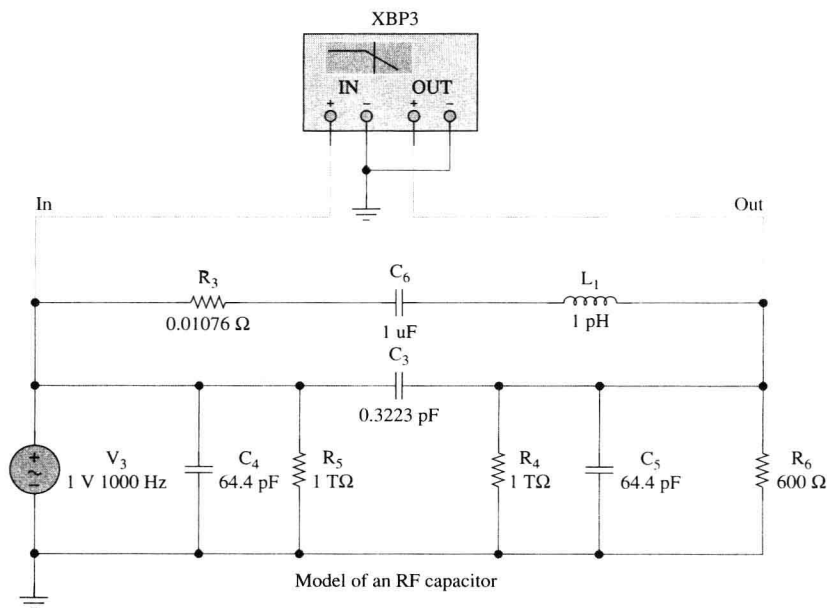 XBP3
IN OUT
+ − + −
In
Out
R3
C6
L1
0.01076 Ω
1 uF
1 pH
C3
0.3223 pF
V3
1 V 1000 Hz
C4
64.4 pF
R5
1 TΩ
R4
1 TΩ
C5
64.4 pF
R6
600 Ω
+
~
−
Model of an RF capacitor